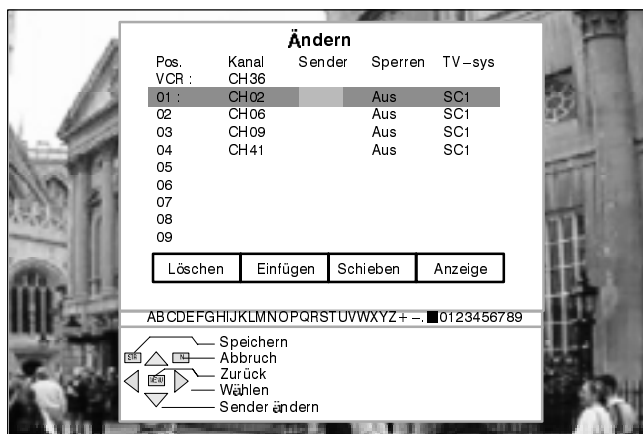 Ändern
Pos. Kanal Sender Sperren TV–sys
VCR : CH36
01 : CH02 Aus SC1
02 CH06 Aus SC1
03 CH09 Aus SC1
04 CH41 Aus SC1
05
06
07
08
09
Löschen Einfügen Schieben Anzeige
ABCDEFGHIJKLMNOPQRSTUVWXYZ+–.■0123456789
Speichern
STR N Abbruch
MENU Zurück
Wählen
Sender ändern